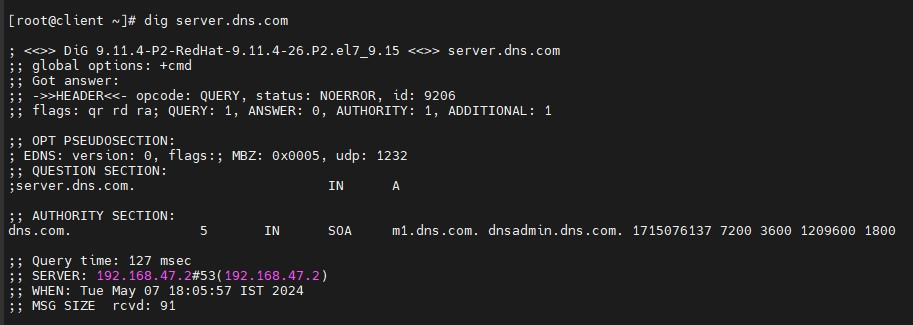 [root@client ~]# dig server.dns.com
; <<>> DiG 9.11.4-P2-RedHat-9.11.4-26.P2.el7_9.15 <<>> server.dns.com
;; global options: +cmd
;; Got answer:
;; ->>HEADER<<- opcode: QUERY, status: NOERROR, id: 9206
;; flags: qr rd ra; QUERY: 1, ANSWER: 0, AUTHORITY: 1, ADDITIONAL: 1
;; OPT PSEUDOSECTION:
; EDNS: version: 0, flags:; MBZ: 0x0005, udp: 1232
;; QUESTION SECTION:
;server.dns.com. IN A
;; AUTHORITY SECTION:
dns.com. 5 IN SOA m1.dns.com. dnsadmin.dns.com. 1715076137 7200 3600 1209600 1800
;; Query time: 127 msec
;; SERVER: 192.168.47.2#53(192.168.47.2)
;; WHEN: Tue May 07 18:05:57 IST 2024
;; MSG SIZE rcvd: 91